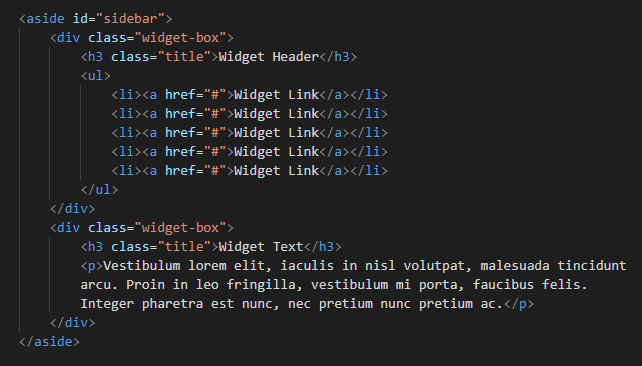 <aside id="sidebar">
<div class="widget-box">
<h3 class="title">Widget Header</h3>
<ul>
<li><a href="#">Widget Link</a></li>
<li><a href="#">Widget Link</a></li>
<li><a href="#">Widget Link</a></li>
<li><a href="#">Widget Link</a></li>
<li><a href="#">Widget Link</a></li>
</ul>
</div>
<div class="widget-box">
<h3 class="title">Widget Text</h3>
<p>Vestibulum lorem elit, iaculis in nisl volutpat, malesuada tincidunt
arcu. Proin in leo fringilla, vestibulum mi porta, faucibus felis.
Integer pharetra est nunc, nec pretium nunc pretium ac.</p>
</div>
</aside>